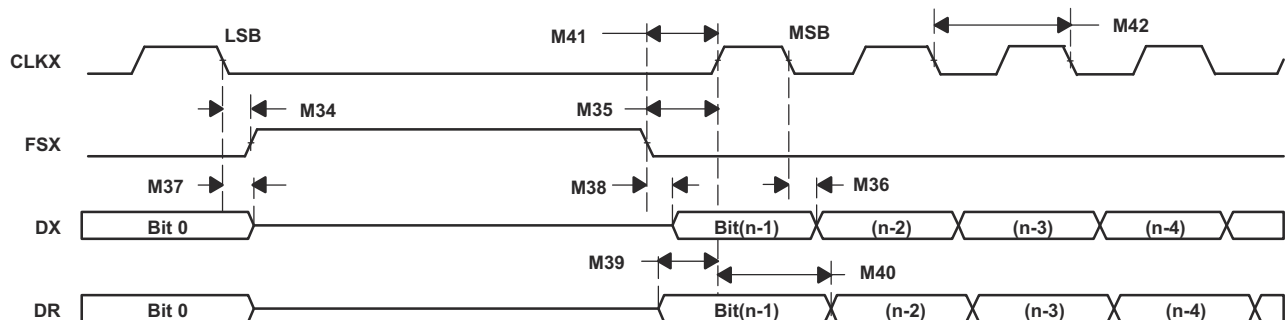 LSB
M41
MSB
M42
CLKX
M34
M35
FSX
M37
M38
M36
DX
Bit 0
Bit(n-1)
(n-2)
(n-3)
(n-4)
M39
M40
DR
Bit 0
Bit(n-1)
(n-2)
(n-3)
(n-4)